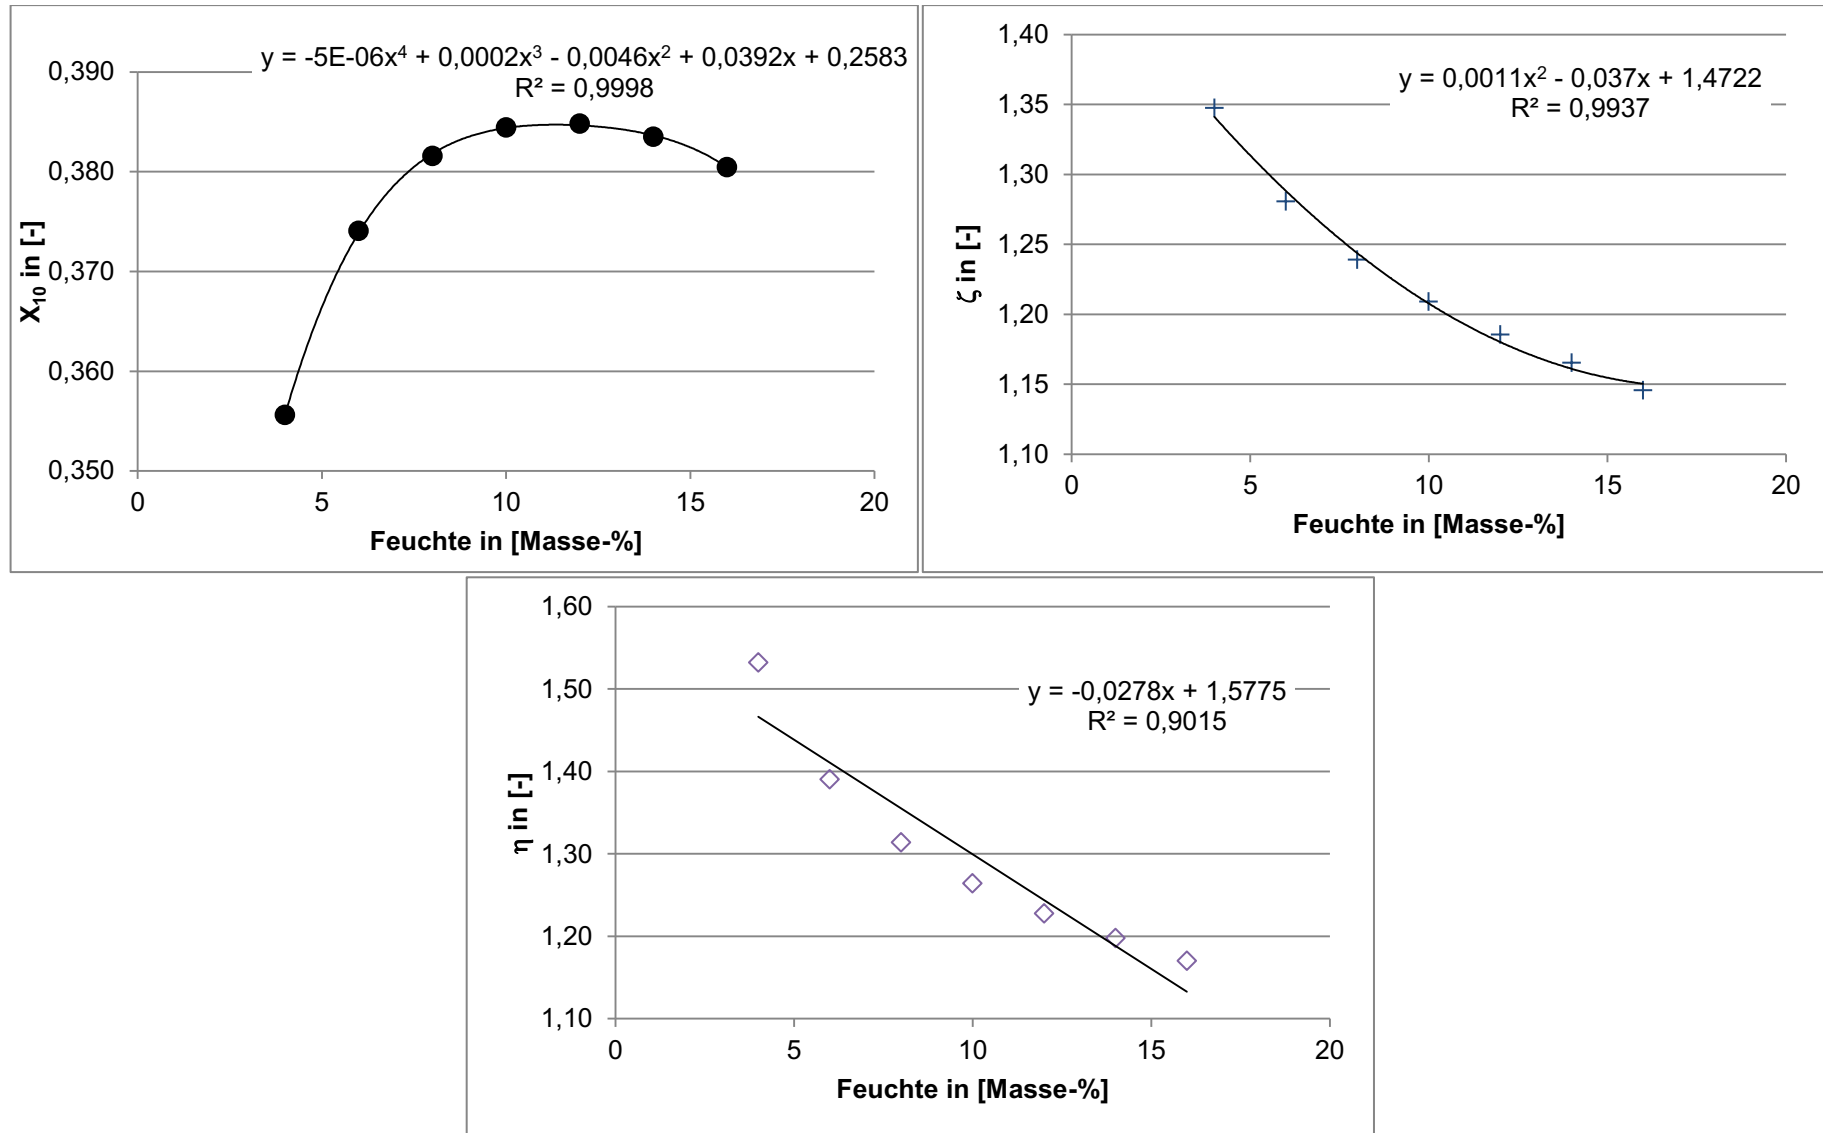 y = -5E-06x⁴ + 0,0002x³ - 0,0046x² + 0,0392x + 0,2583
R² = 0,9998
0,390
0,380
0,370
0,360
0,350
X₁₀ in [-]
0
5
10
15
20
Feuchte in [Masse-%]
1,40
y = 0,0011x² - 0,037x + 1,4722
R² = 0,9937
1,35
1,30
1,25
1,20
1,15
1,10
ζ in [-]
0
5
10
15
20
Feuchte in [Masse-%]
1,60
1,50
y = -0,0278x + 1,5775
R² = 0,9015
1,40
1,30
1,20
1,10
η in [-]
0
5
10
15
20
Feuchte in [Masse-%]